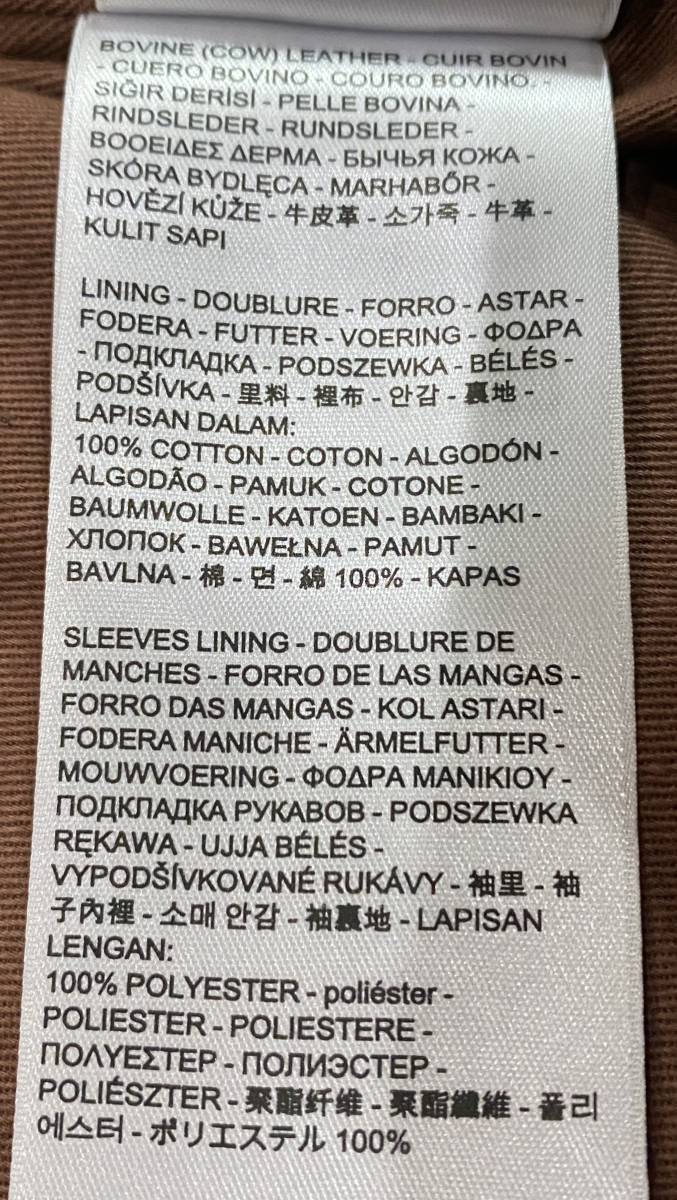 BOVINE (COW) LEATHER - CUIR BOVIN
- CUERO BOVINO - COURO BOVINO. -
SIĞIR DERİSİ - PELLE BOVINA -
RINDSLEDER - RUNDSLEDER -
ΒΟΟΕΙΔΕΣ ΔΕΡΜΑ - БЫЧЬЯ КОЖА -
SKÓRA BYDLĘCA - MARHABŐR -
HOVĚZÍ KŮŽE - 牛皮革 - 소가죽 - 牛革 -
KULIT SAPI
LINING - DOUBLURE - FORRO - ASTAR -
FODERA - FUTTER - VOERING - ΦΟΔΡΑ
- ПОДКЛАДКА - PODSZEWKA - BÉLÉS -
PODŠÍVKA - 里料 - 裡布 - 안감 - 裏地 -
LAPISAN DALAM:
100% COTTON - COTON - ALGODÓN -
ALGODÃO - PAMUK - COTONE -
BAUMWOLLE - KATOEN - BAMBAKI -
ХЛОПОК - BAWEŁNA - PAMUT -
BAVLNA - 棉 - 면 - 綿 100% - KAPAS
SLEEVES LINING - DOUBLURE DE
MANCHES - FORRO DE LAS MANGAS -
FORRO DAS MANGAS - KOL ASTARI -
FODERA MANICHE - ÄRMELFUTTER -
MOUWVOERING - ΦΟΔΡΑ ΜΑΝΙΚΙΟΥ -
ПОДКЛАДКА РУКАВОВ - PODSZEWKA
RĘKAWA - UJJA BÉLÉS -
VYPODŠÍVKOVANÉ RUKÁVY - 袖里 - 袖
子內裡 - 소매 안감 - 袖裏地 - LAPISAN
LENGAN:
100% POLYESTER - poliéster -
POLIESTER - POLIESTERE -
ΠΟΛΥΕΣΤΕΡ - ПОЛИЭСТЕР -
POLIÉSZTER - 聚酯纤维 - 聚酯纖維 - 폴리
에스터 - ポリエステル 100%